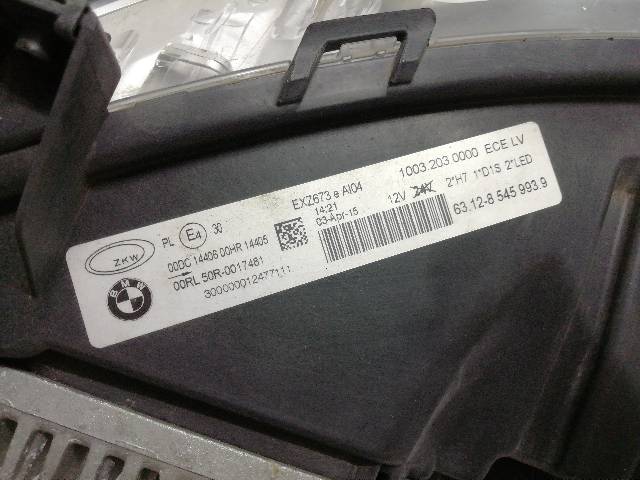 ZKW PL E4 30
00DC 14406 00HR 14405
00RL 50R-0017481
300000012477111
BMW
EXZ673 e AI04
14:21
03-Apr-15
1003.203.0000 ECE LV
12V 24V 2*H7 1*D1S 2*LED
63.12-8 545 993.9